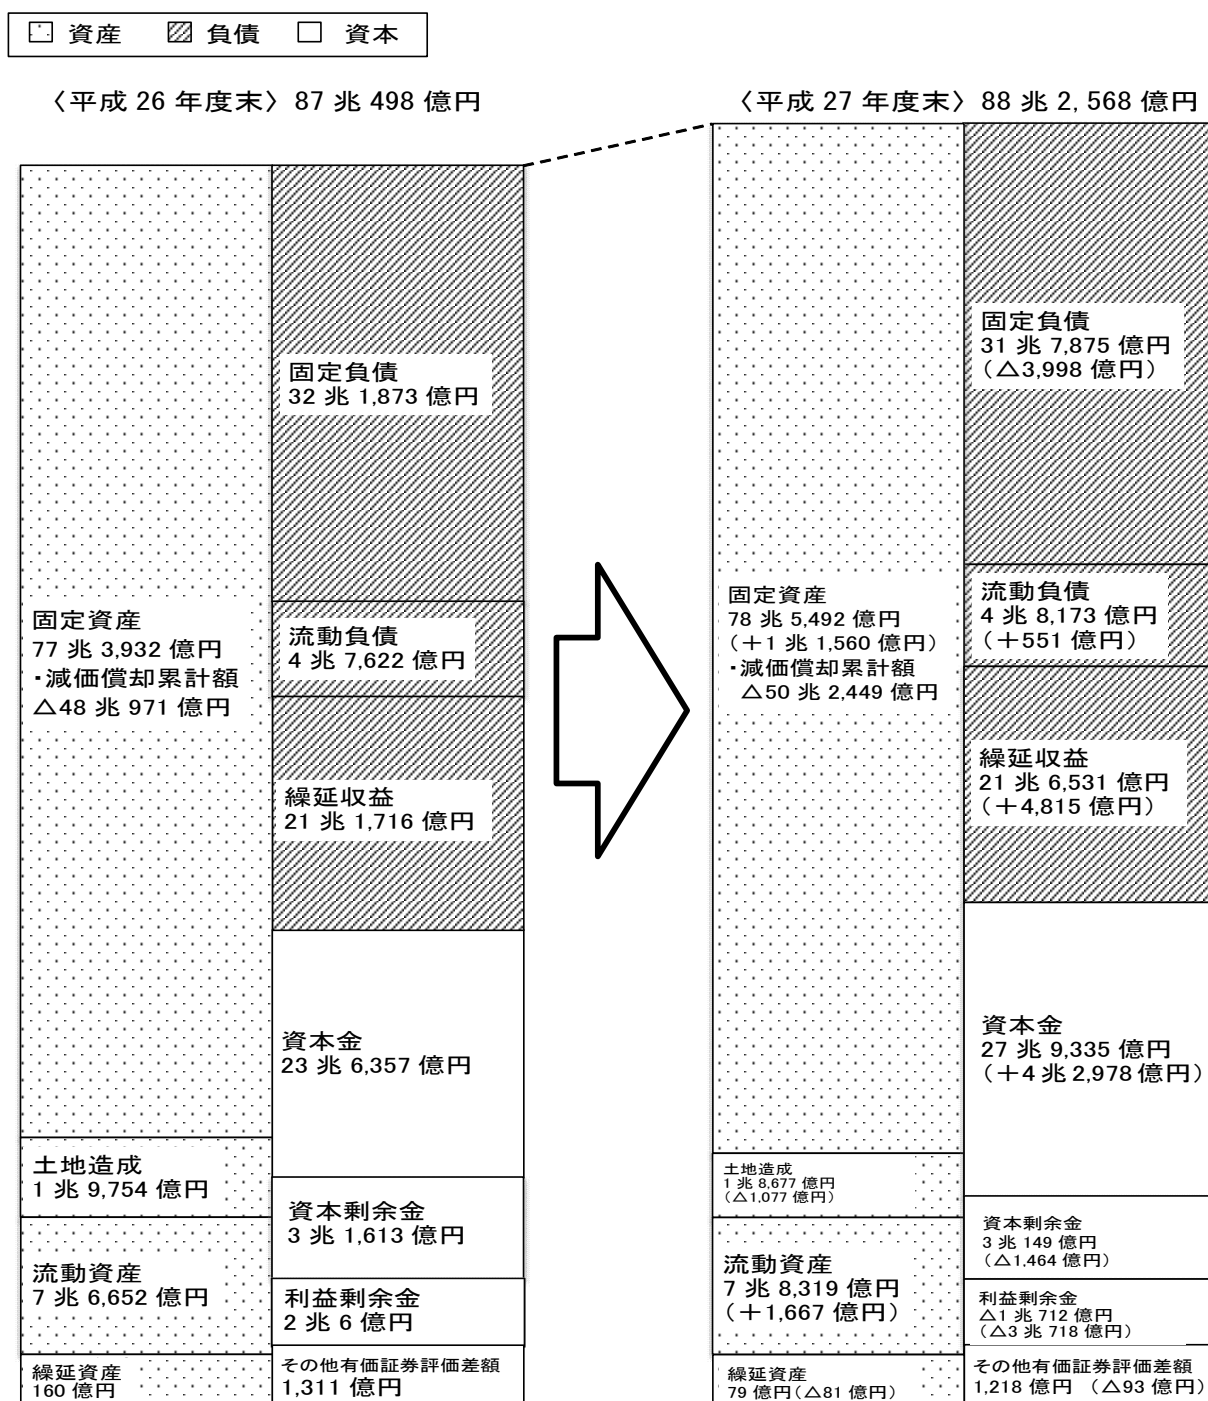 資産 負債 資本
〈平成 26 年度末〉 87 兆 498 億円
固定資産
77 兆 3,932 億円
・減価償却累計額
△48 兆 971 億円
土地造成
1 兆 9,754 億円
流動資産
7 兆 6,652 億円
繰延資産
160 億円
固定負債
32 兆 1,873 億円
流動負債
4 兆 7,622 億円
繰延収益
21 兆 1,716 億円
資本金
23 兆 6,357 億円
資本剰余金
3 兆 1,613 億円
利益剰余金
2 兆 6 億円
その他有価証券評価差額
1,311 億円
〈平成 27 年度末〉 88 兆 2,568 億円
固定資産
78 兆 5,492 億円
(+1 兆 1,560 億円)
・減価償却累計額
△50 兆 2,449 億円
土地造成
1 兆 8,677 億円
(△1,077 億円)
流動資産
7 兆 8,319 億円
(+1,667 億円)
繰延資産
79 億円(△81 億円)
固定負債
31 兆 7,875 億円
(△3,998 億円)
流動負債
4 兆 8,173 億円
(+551 億円)
繰延収益
21 兆 6,531 億円
(+4,815 億円)
資本金
27 兆 9,335 億円
(+4 兆 2,978 億円)
資本剰余金
3 兆 149 億円
(△1,464 億円)
利益剰余金
△1 兆 712 億円
(△3 兆 718 億円)
その他有価証券評価差額
1,218 億円 (△93 億円)